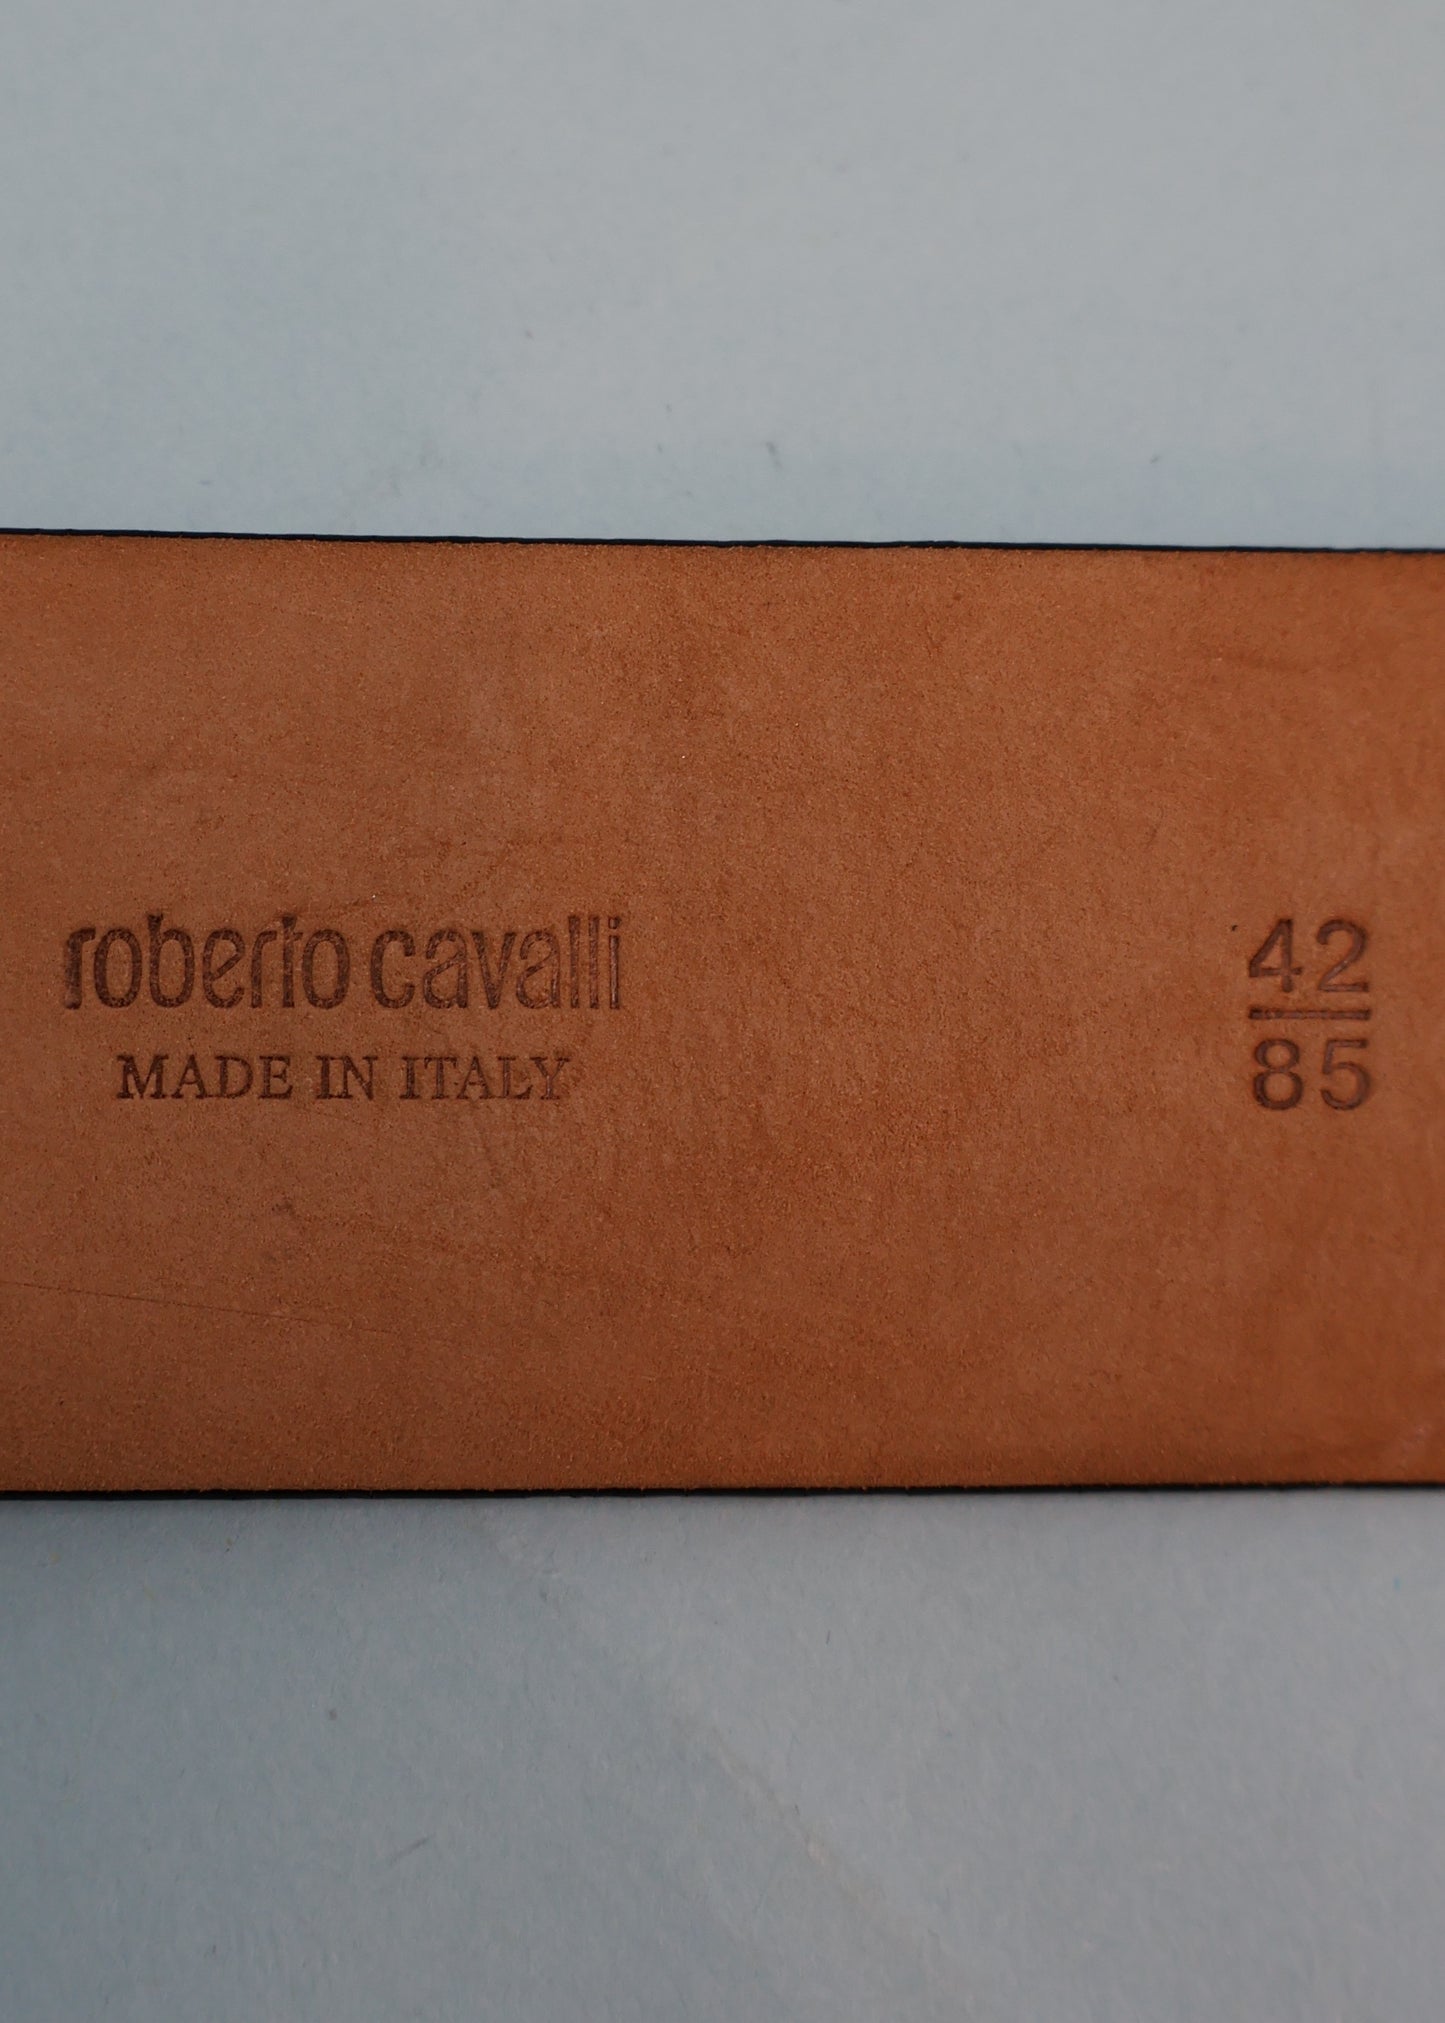 roberto cavalli
MADE IN ITALY
42
85